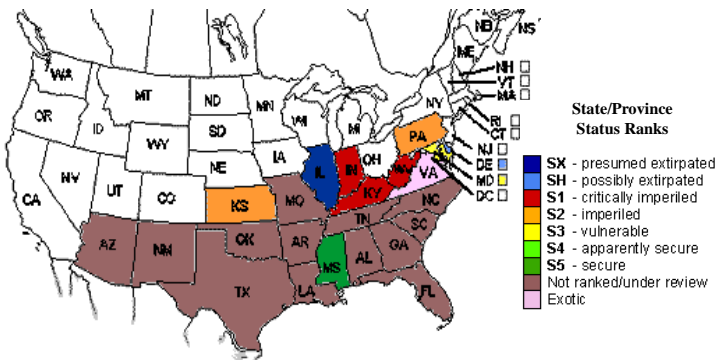 NB
NS
ME
WA
NH
VT
MA
MT
ND
MN
OR
ID
SD
WI
MI
NY
RI
CT
WY
NE
IA
PA
NJ
NV
UT
CO
IL
IN
OH
DE
CA
KS
MO
KY
WV
VA
MD
DC
AZ
NM
OK
AR
TN
NC
SC
TX
LA
MS
AL
GA
FL
State/Province
Status Ranks
SX - presumed extirpated
SH - possibly extirpated
S1 - critically imperiled
S2 - imperiled
S3 - vulnerable
S4 - apparently secure
S5 - secure
Not ranked/under review
Exotic